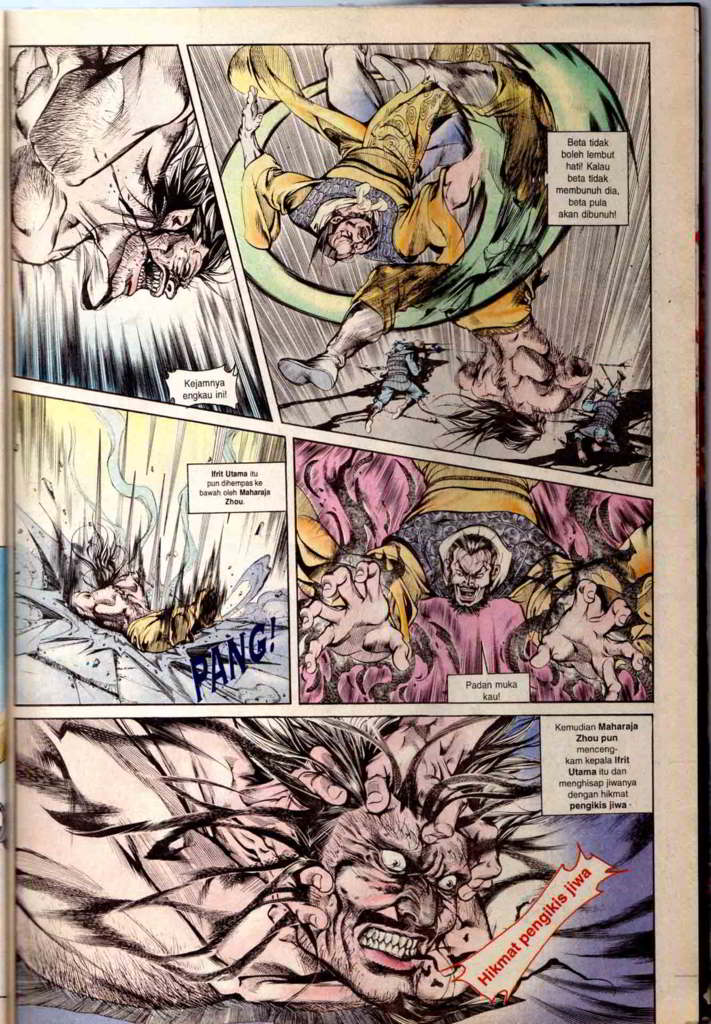 Kejamnya
engkau ini!
Beta tidak
boleh lembut
hati! Kalau
beta tidak
membunuh dia,
beta pula
akan dibunuh!
Ifrit Utama itu
pun dihempas ke
bawah oleh Maharaja
Zhou.
PANG!
Padan muka
kau!
Kemudian Maharaja
Zhou pun
menceng-
kam kepala Ifrit
Utama itu dan
menghisap jiwanya
dengan hikmat
pengikis jiwa.
Hikmat pengikis jiwa